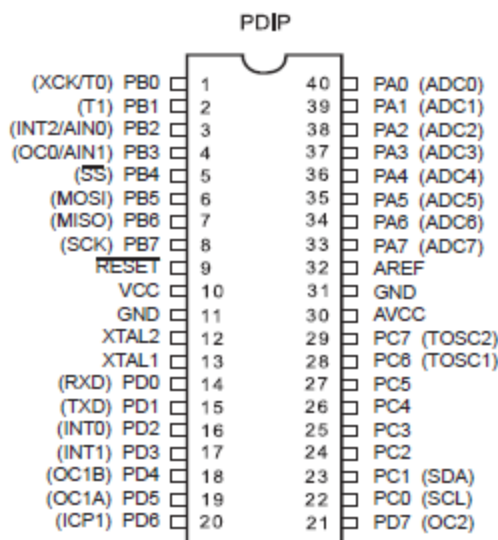 PDIP
(XCK/T0) PB0 1 40 PA0 (ADC0)
(T1) PB1 2 39 PA1 (ADC1)
(INT2/AIN0) PB2 3 38 PA2 (ADC2)
(OC0/AIN1) PB3 4 37 PA3 (ADC3)
(SS) PB4 5 36 PA4 (ADC4)
(MOSI) PB5 6 35 PA5 (ADC5)
(MISO) PB6 7 34 PA6 (ADC6)
(SCK) PB7 8 33 PA7 (ADC7)
RESET 9 32 AREF
VCC 10 31 GND
GND 11 30 AVCC
XTAL2 12 29 PC7 (TOSC2)
XTAL1 13 28 PC6 (TOSC1)
(RXD) PD0 14 27 PC5
(TXD) PD1 15 26 PC4
(INT0) PD2 16 25 PC3
(INT1) PD3 17 24 PC2
(OC1B) PD4 18 23 PC1 (SDA)
(OC1A) PD5 19 22 PC0 (SCL)
(ICP1) PD6 20 21 PD7 (OC2)